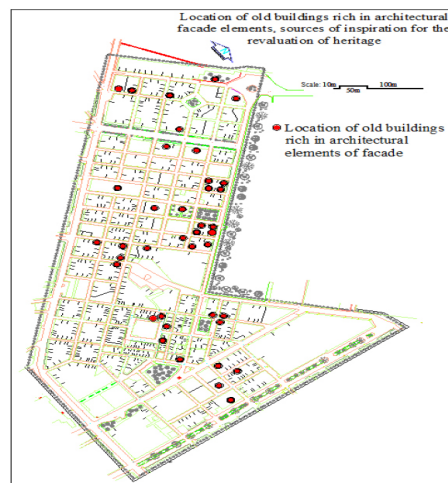 Location of old buildings rich in architectural
facade elements, sources of inspiration for the
revaluation of heritage
Scale: 10m 100m
50m
Location of old buildings
rich in architectural
elements of facade